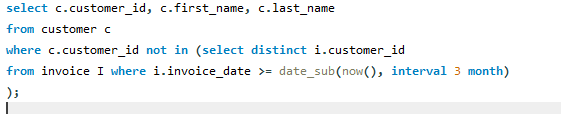 select c.customer_id, c.first_name, c.last_name
from customer c
where c.customer_id not in (select distinct i.customer_id
from invoice I where i.invoice_date >= date_sub(now(), interval 3 month)
);